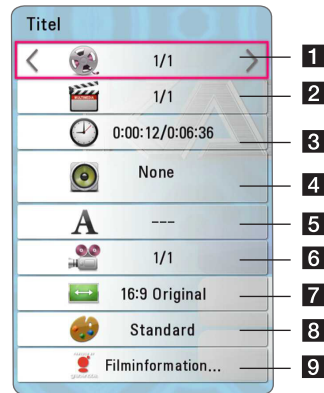 Titel
1/1
1
1/1
2
0:00:12/0:06:36
3
None
4
A
---
5
1/1
6
16:9 Original
7
Standard
8
Filminformation...
9